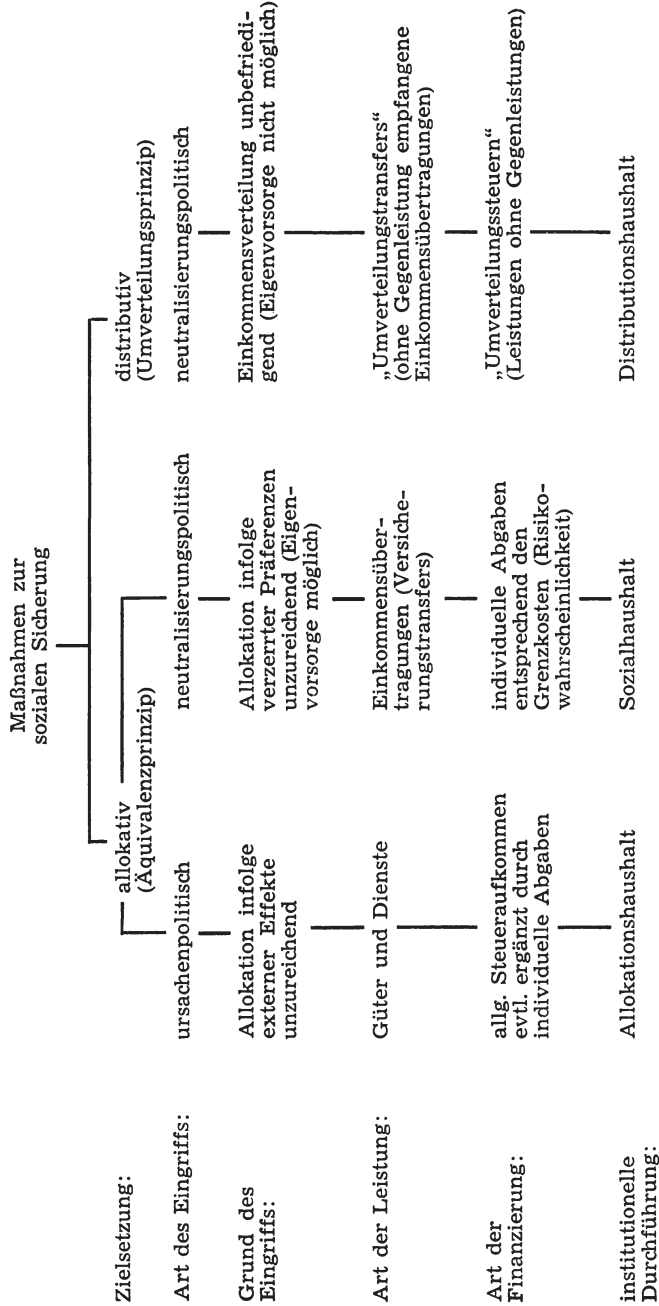 Maßnahmen zur
sozialen Sicherung
Zielsetzung:
allokativ
(Äquivalenzprinzip)
distributiv
(Umverteilungsprinzip)
Art des Eingriffs:
ursachenpolitisch
neutralisierungspolitisch
neutralisierungspolitisch
Grund des
Eingriffs:
Allokation infolge
externer Effekte
unzureichend
Allokation infolge
verzerrter Präferenzen
unzureichend (Eigen-
vorsorge möglich)
Einkommensverteilung unbefriedi-
gend (Eigenvorsorge nicht möglich)
Art der Leistung:
Güter und Dienste
Einkommensüber-
tragungen (Versiche-
rungstransfers)
„Umverteilungstransfers“
(ohne Gegenleistung empfangene
Einkommensübertragungen)
Art der
Finanzierung:
allg. Steueraufkommen
evtl. ergänzt durch
individuelle Abgaben
individuelle Abgaben
entsprechend den
Grenzkosten (Risiko-
wahrscheinlichkeit)
„Umverteilungssteuern“
(Leistungen ohne Gegenleistungen)
institutionelle
Durchführung:
Allokationshaushalt
Sozialhaushalt
Distributionshaushalt